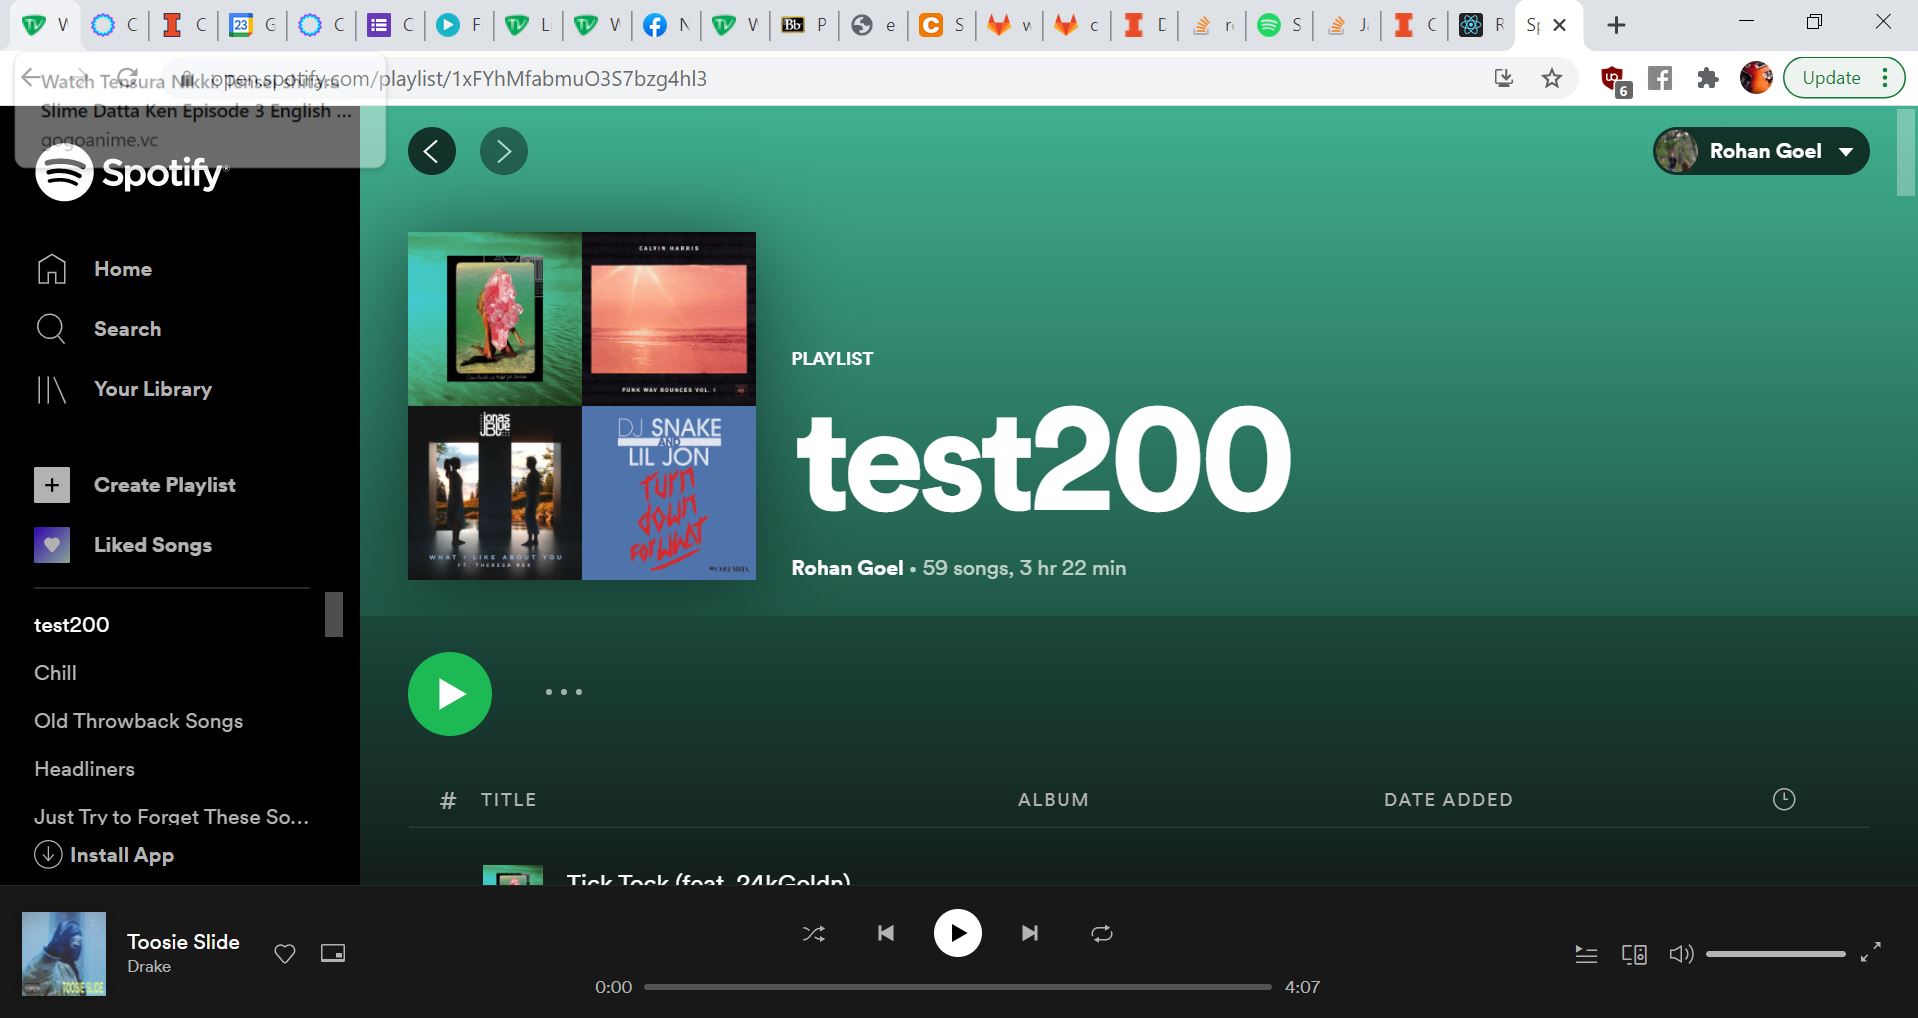 W C C 23 G C C F Li W N W Bb P e S w c D r S J C R Sp
open.spotify.com/playlist/1xFYhMfabmuO3S7bzg4hl3
6
Update
Watch Tensura Nikki: Tensei Shitara
Slime Datta Ken Episode 3 English ...
gogoanime.vc
Spotify
Rohan Goel
Home
Search
Your Library
Create Playlist
Liked Songs
test200
Chill
Old Throwback Songs
Headliners
Just Try to Forget These So...
Install App
CALVIN HARRIS
FUNK WAV BOUNCES VOL. 1
Jonas Blue
WHAT I LIKE ABOUT YOU
FT. THERESA REX
DJ SNAKE
AND
LIL JON
TURN
DOWN
FOR WHAT
COLUMBIA
PLAYLIST
test200
Rohan Goel • 59 songs, 3 hr 22 min
# TITLE ALBUM DATE ADDED
Tick Tock (feat. 24kGoldn)
TOOSIE SLIDE
Toosie Slide
Drake
0:00 4:07